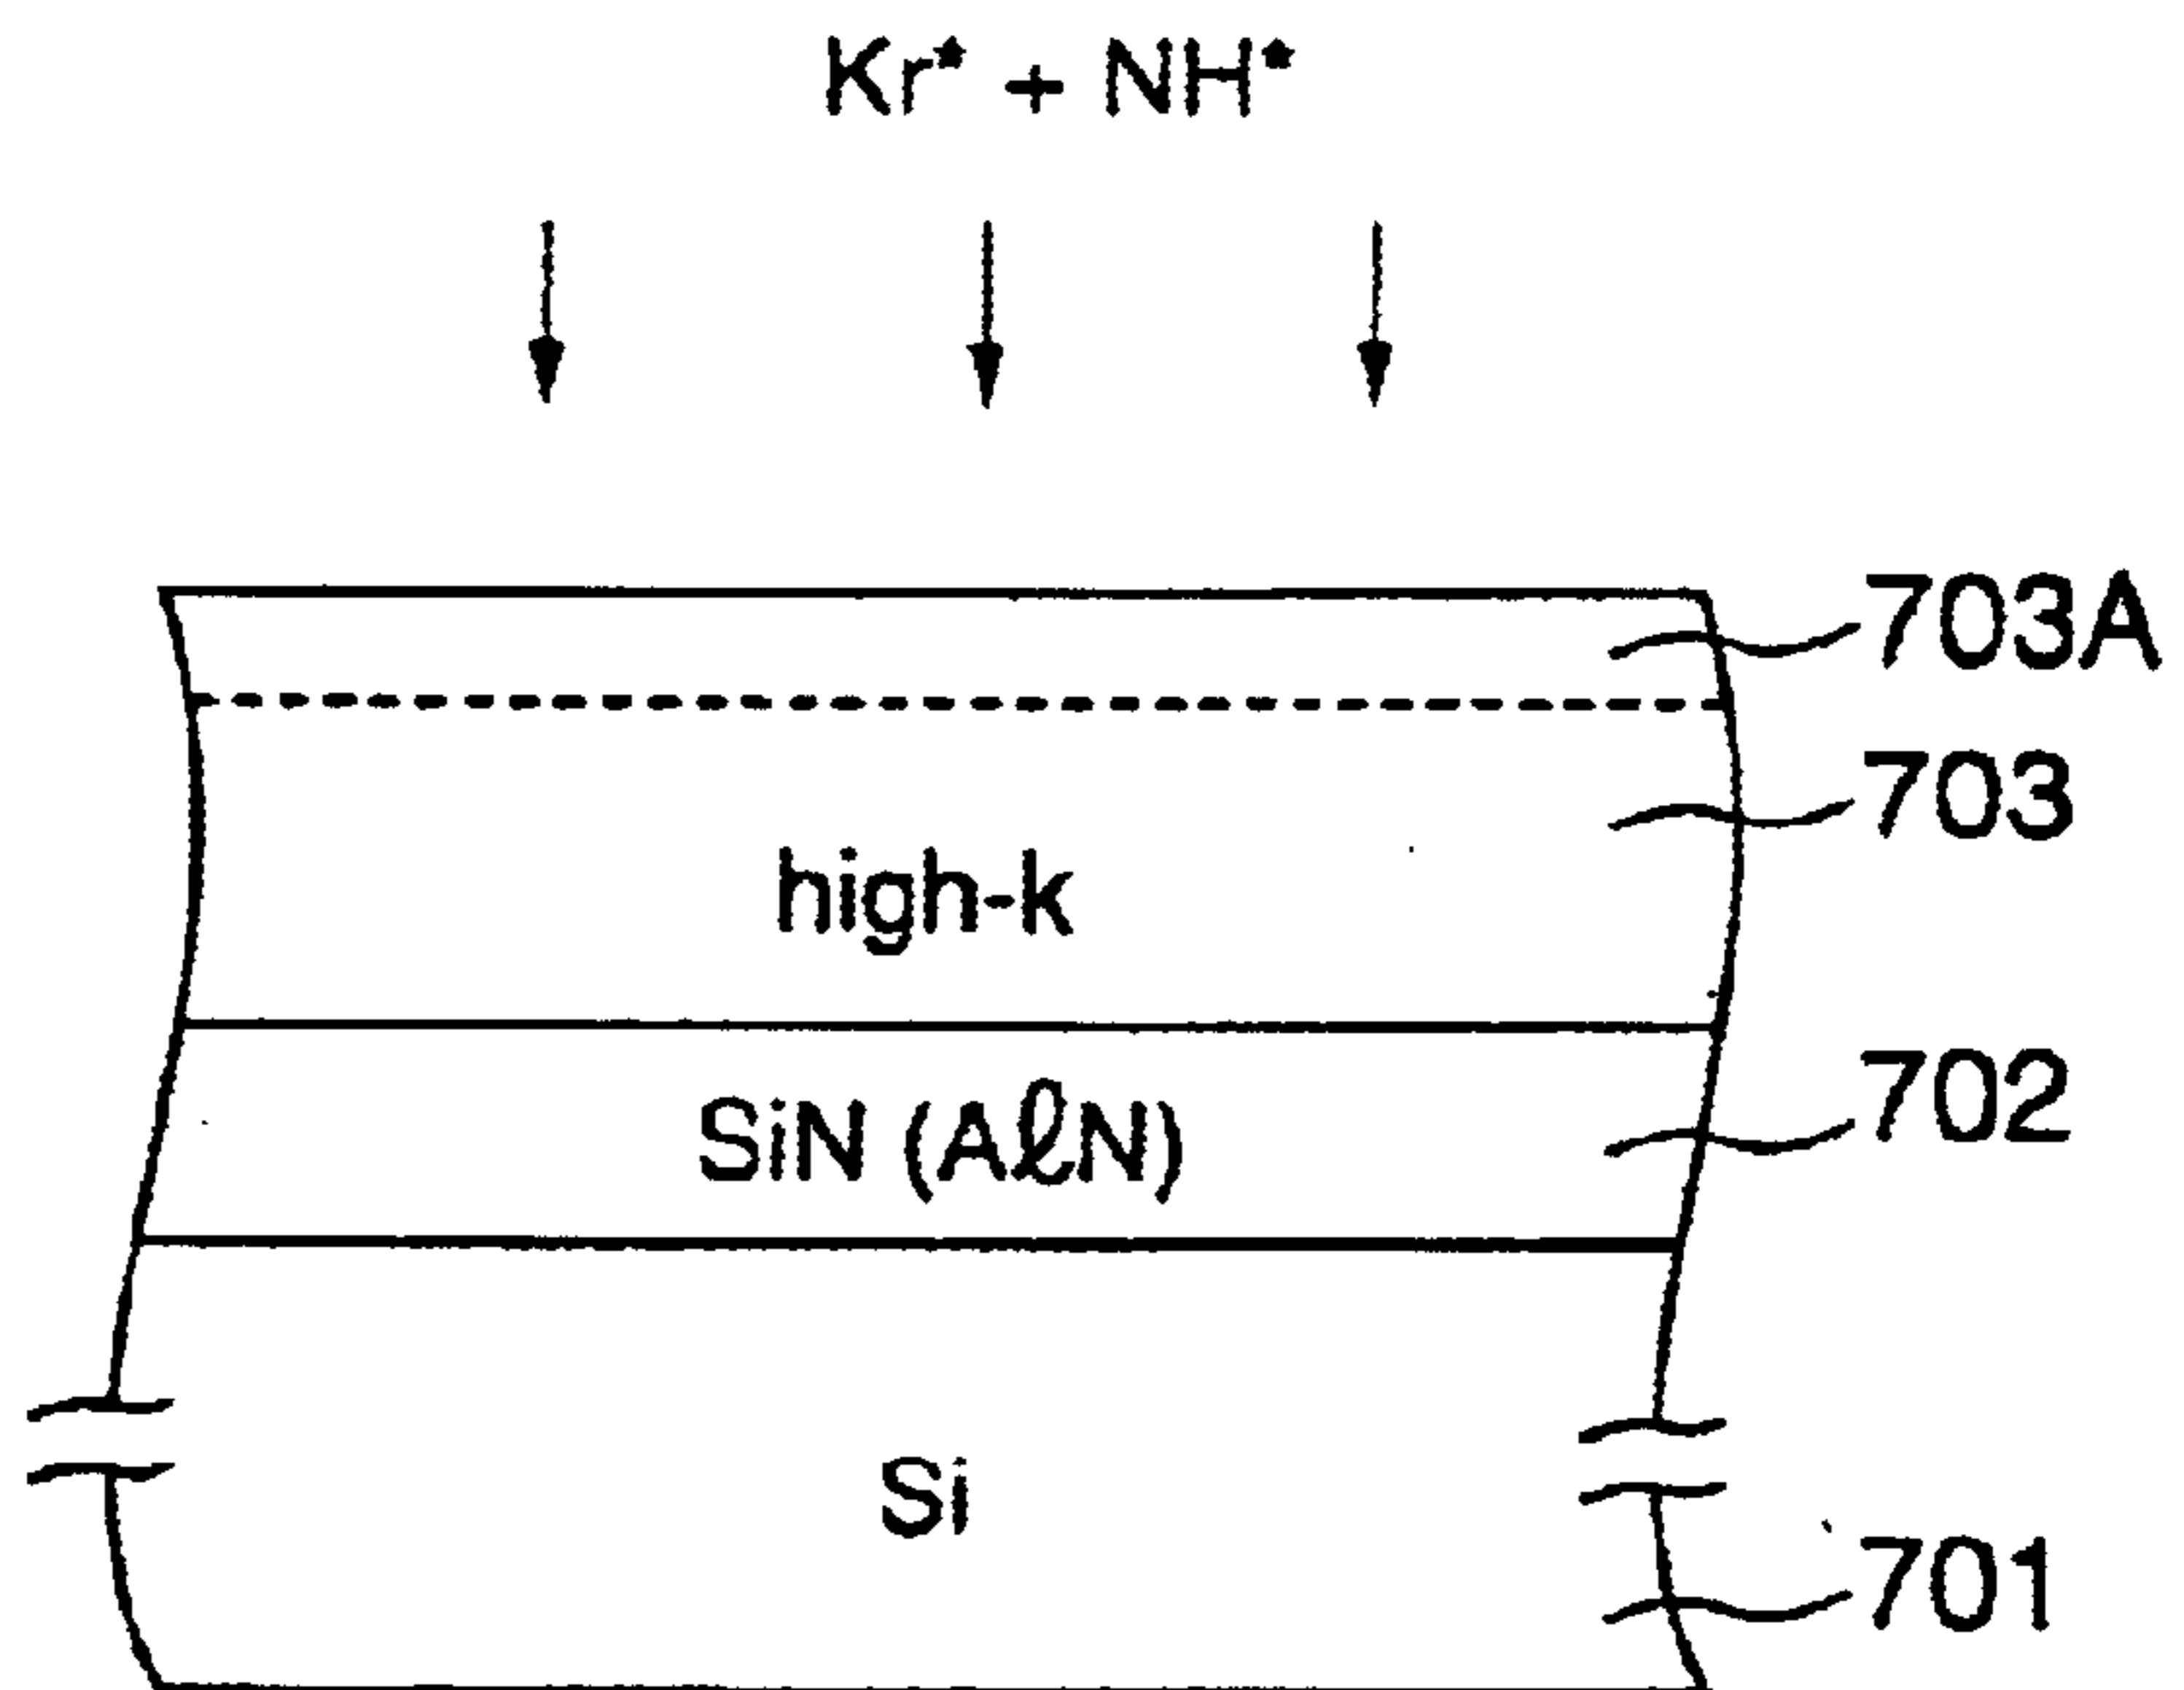 Kr* + NH*
703A
703
high-k
702
SiN (AℓN)
Si
701